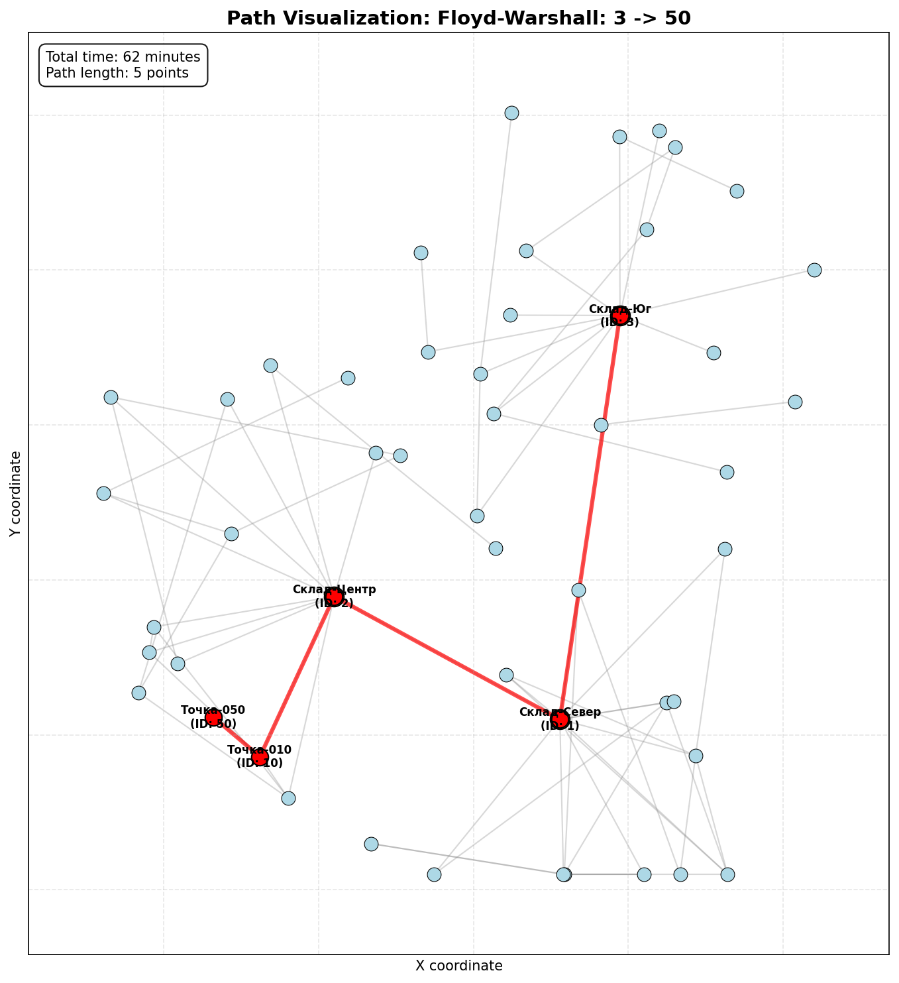 Path Visualization: Floyd-Warshall: 3 -> 50
Total time: 62 minutes
Path length: 5 points
Склад-Юг
(ID: 3)
Склад-Центр
(ID: 2)
Точка-050
(ID: 50)
Склад-Север
(ID: 1)
Точка-010
(ID: 10)
Y coordinate
X coordinate